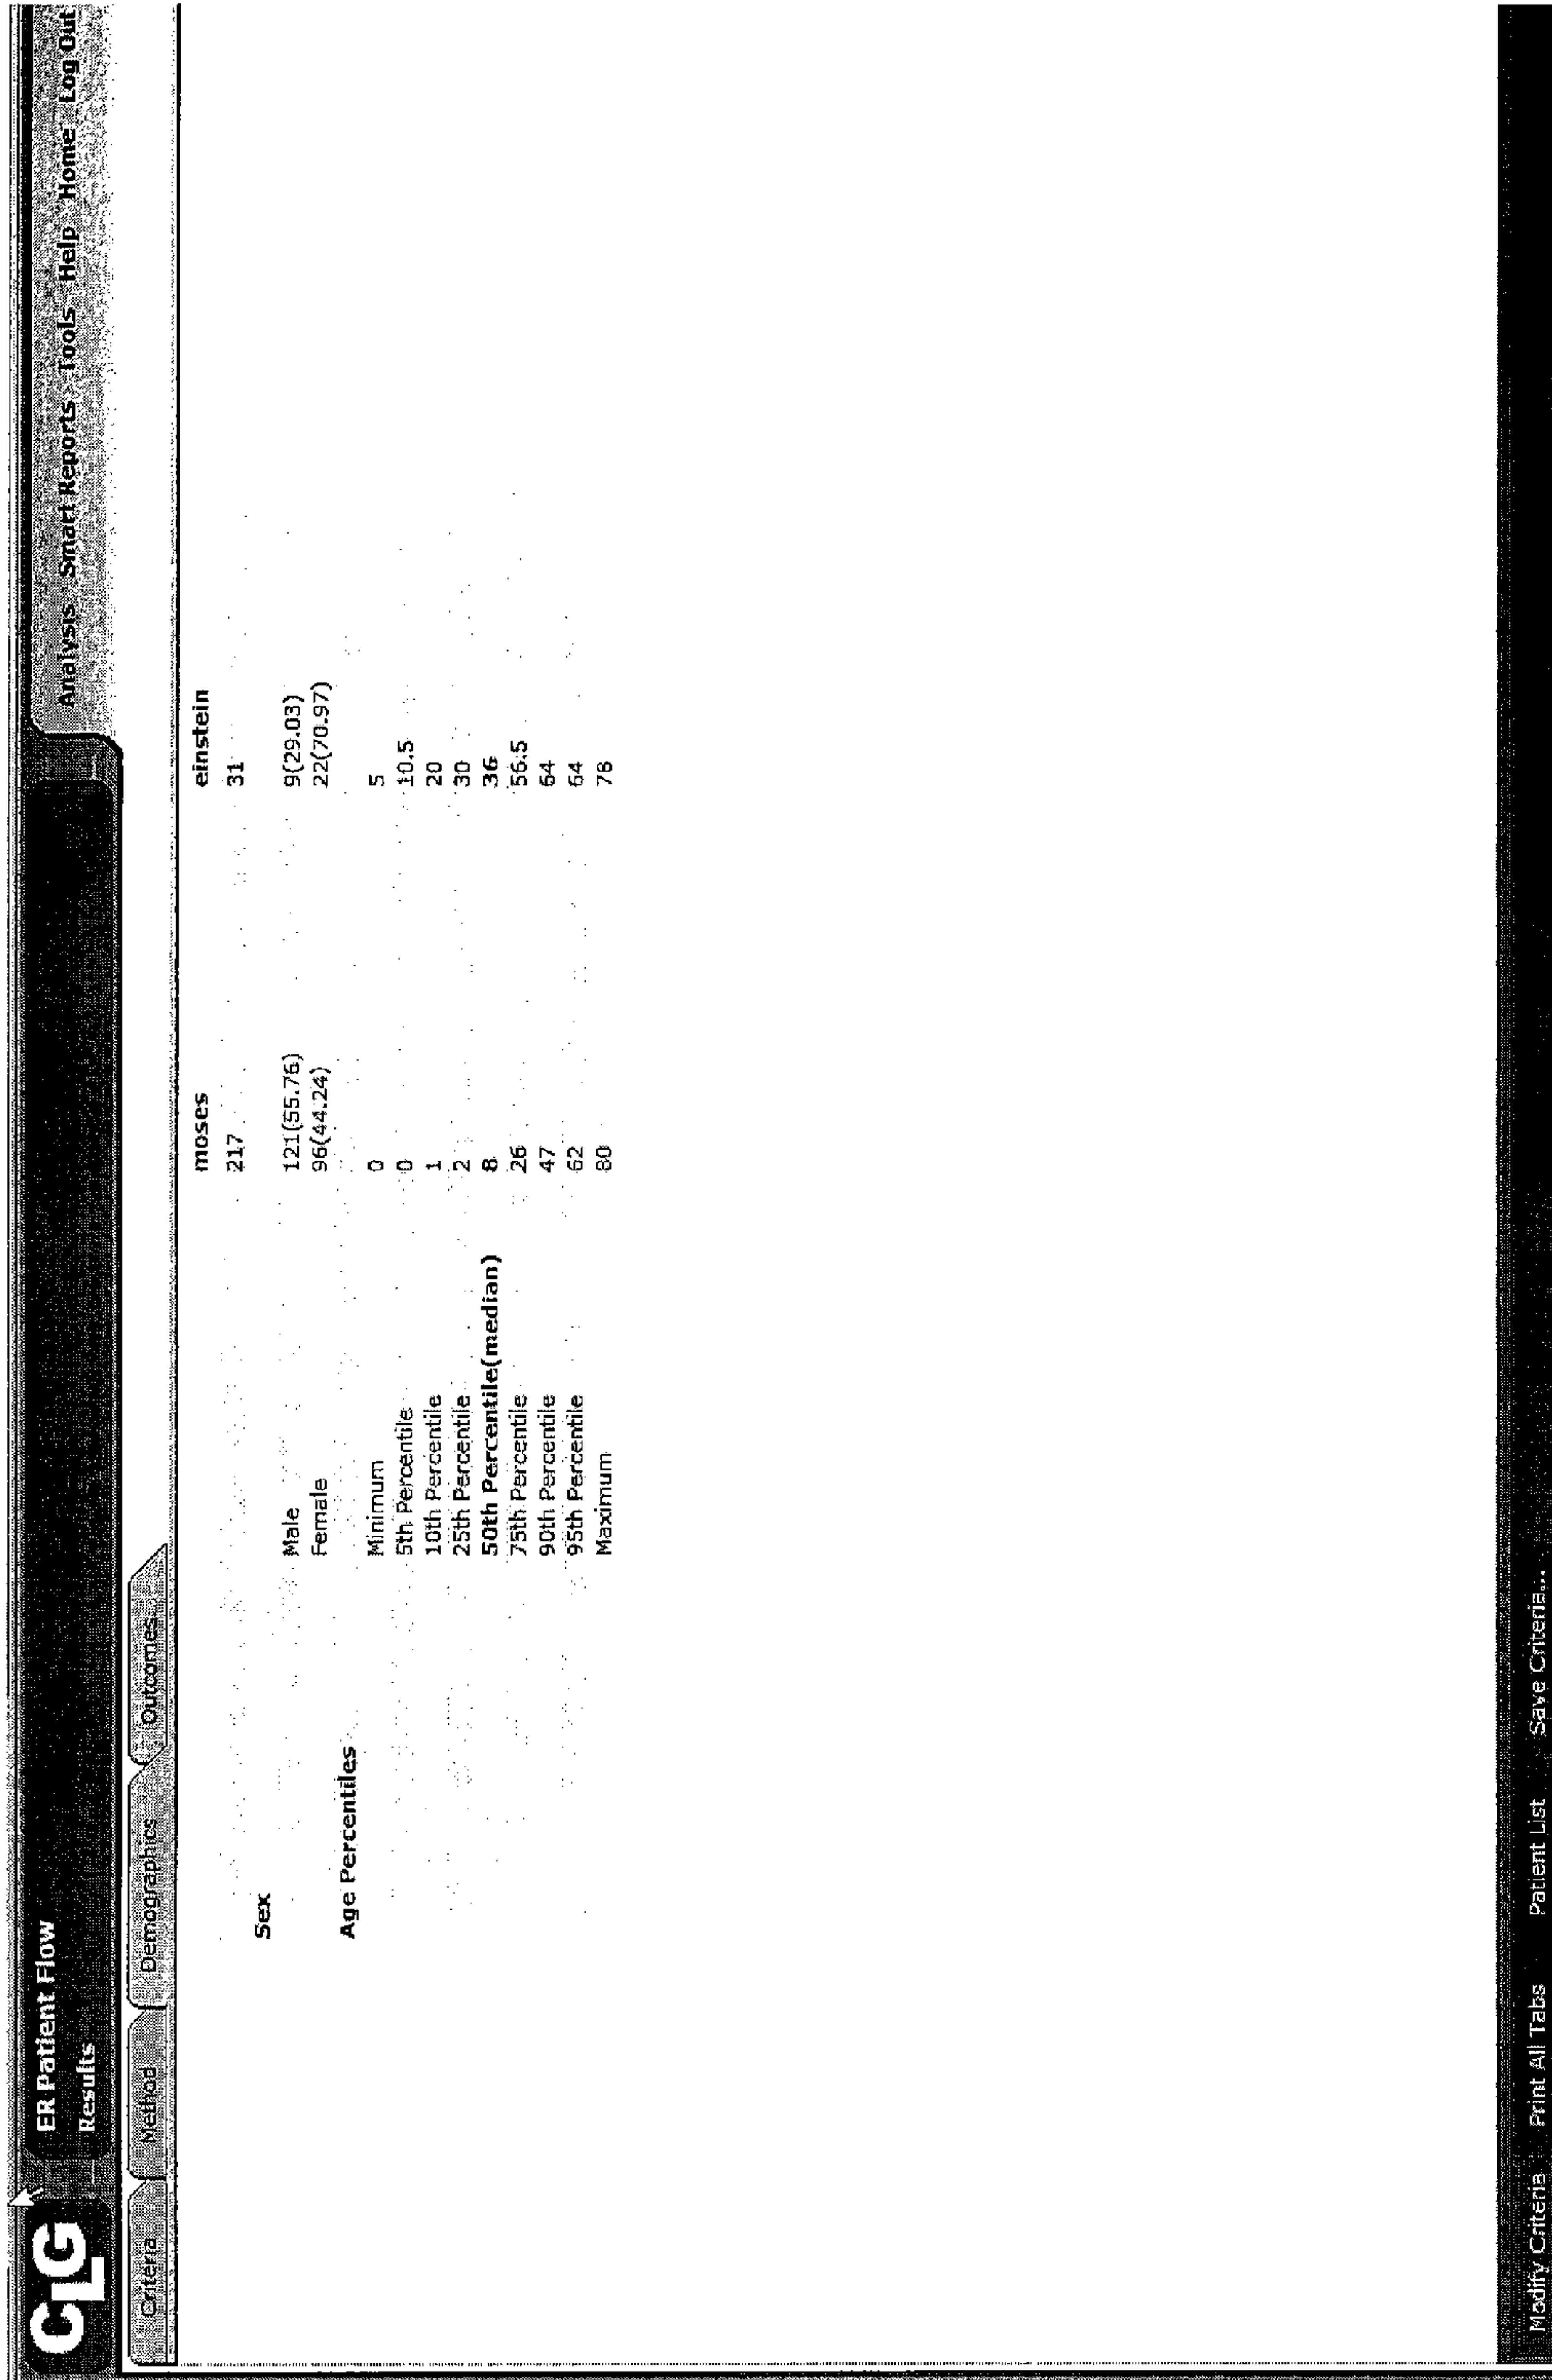 CLG
ER Patient Flow
Results
Analysis Smart Reports Tools Help Home Log Out
Criteria Method Demographics Outcomes...
moses einstein
217 31
Sex
Male 121(55.76) 9(29.03)
Female 96(44.24) 22(70.97)
Age Percentiles
Minimum 0 5
5th Percentile 0 10.5
10th Percentile 1 20
25th Percentile 2 30
50th Percentile(median) 8 36
75th Percentile 26 56.5
90th Percentile 47 64
95th Percentile 62 64
Maximum 80 78
Modify Criteria Print All Tabs Patient List Save Criteria...